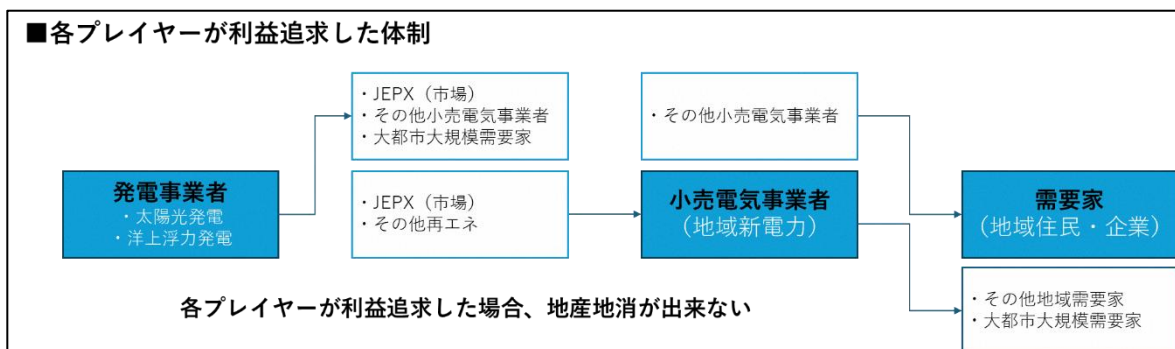 ■各プレイヤーが利益追求した体制
・JEPX（市場）
・その他小売電気事業者
・大都市大規模需要家
・その他小売電気事業者
発電事業者
・太陽光発電
・洋上浮力発電
・JEPX（市場）
・その他再エネ
小売電気事業者
（地域新電力）
需要家
（地域住民・企業）
各プレイヤーが利益追求した場合、地産地消が出来ない
・その他地域需要家
・大都市大規模需要家